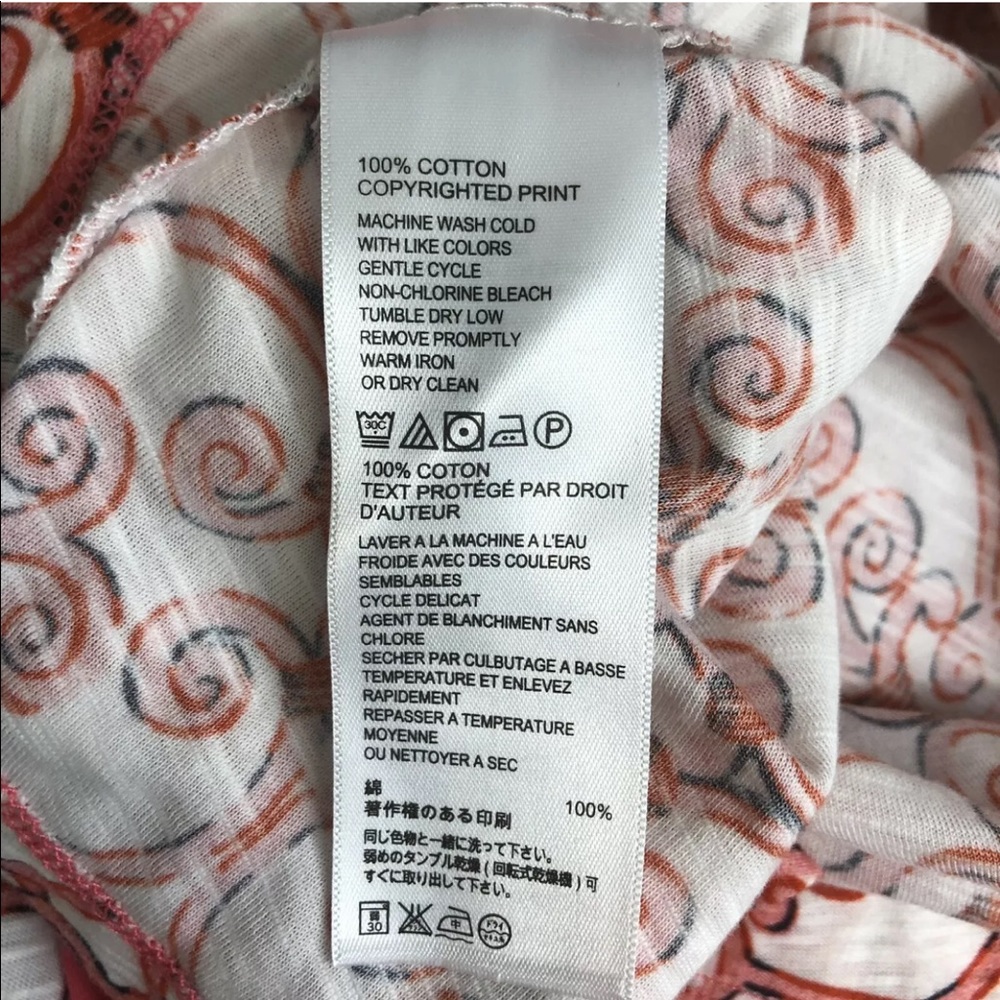 100% COTTON
COPYRIGHTED PRINT
MACHINE WASH COLD
WITH LIKE COLORS
GENTLE CYCLE
NON-CHLORINE BLEACH
TUMBLE DRY LOW
REMOVE PROMPTLY
WARM IRON
OR DRY CLEAN
30C P
100% COTON
TEXT PROTÉGÉ PAR DROIT
D'AUTEUR
LAVER A LA MACHINE A L'EAU
FROIDE AVEC DES COULEURS
SEMBLABLES
CYCLE DELICAT
AGENT DE BLANCHIMENT SANS
CHLORE
SECHER PAR CULBUTAGE A BASSE
TEMPERATURE ET ENLEVEZ
RAPIDEMENT
REPASSER A TEMPERATURE
MOYENNE
OU NETTOYER A SEC
綿 100%
著作権のある印刷
同じ色物と一緒に洗って下さい。
弱めのタンブル乾燥(回転式乾燥機)可
すぐに取り出して下さい。
30 中 ドライ